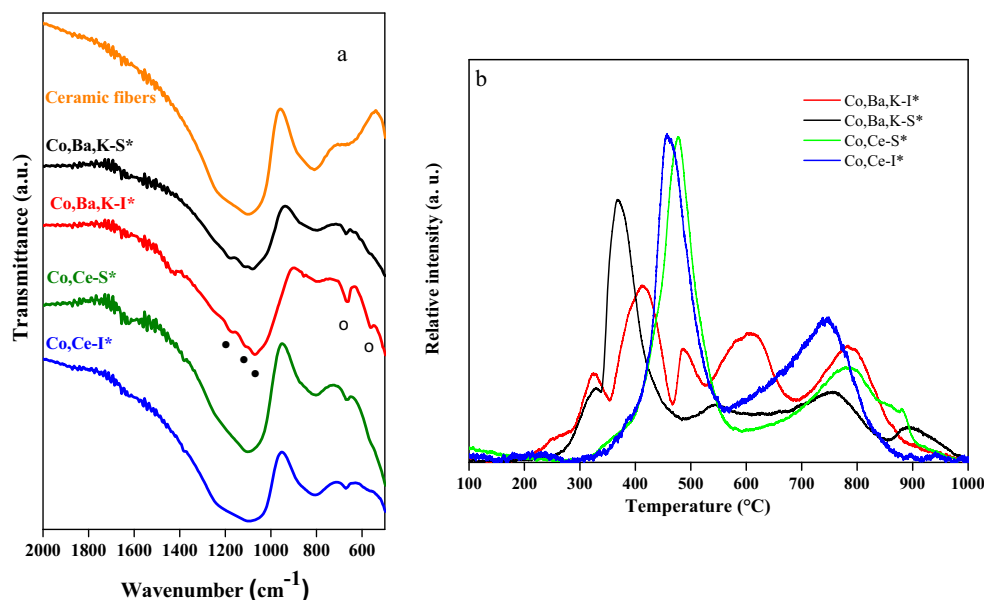 a
Ceramic fibers
Co,Ba,K-S*
Co,Ba,K-I*
Co,Ce-S*
Co,Ce-I*
Transmittance (a.u.)
2000 1800 1600 1400 1200 1000 800 600
Wavenumber (cm-1)
b
Co,Ba,K-I*
Co,Ba,K-S*
Co,Ce-S*
Co,Ce-I*
Relative intensity (a. u.)
100 200 300 400 500 600 700 800 900 1000
Temperature (°C)